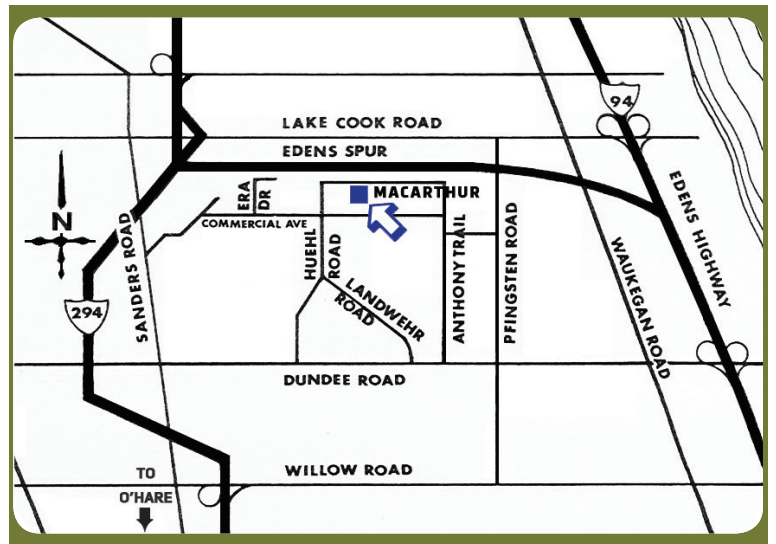 94
LAKE COOK ROAD
EDENS SPUR
MACARTHUR
ERA
DR
COMMERCIAL AVE
N
SANDERS ROAD
HUEHL
ROAD
LANDWEHR
ROAD
ANTHONY TRAIL
PFINGSTEN ROAD
WAUKEGAN ROAD
EDENS HIGHWAY
294
DUNDEE ROAD
WILLOW ROAD
TO
O'HARE